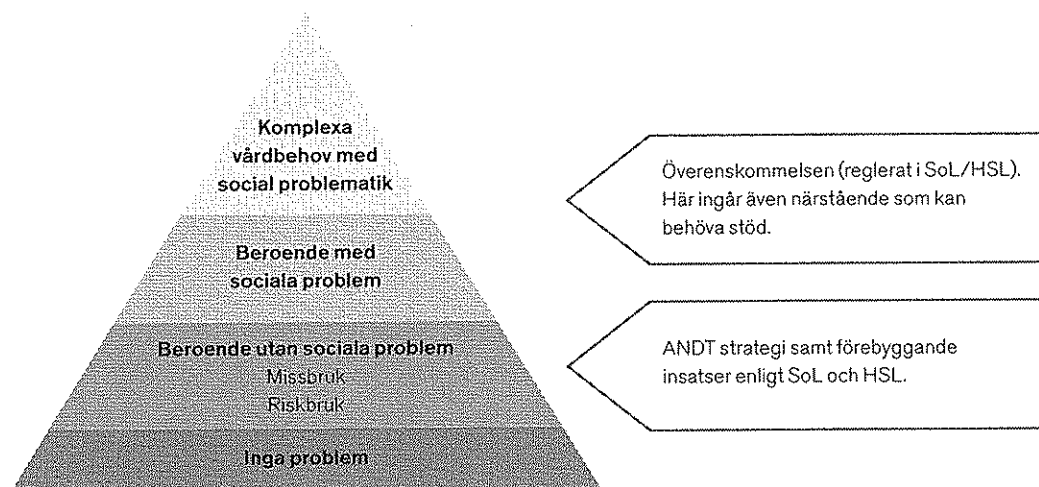 Komplexa
vårdbehov med
social problematik
Beroende med
sociala problem
Beroende utan sociala problem
Missbruk
Riskbruk
Inga problem
Överenskommelsen (reglerat i SoL/HSL).
Här ingår även närstående som kan
behöva stöd.
ANDT strategi samt förebyggande
insatser enligt SoL och HSL.